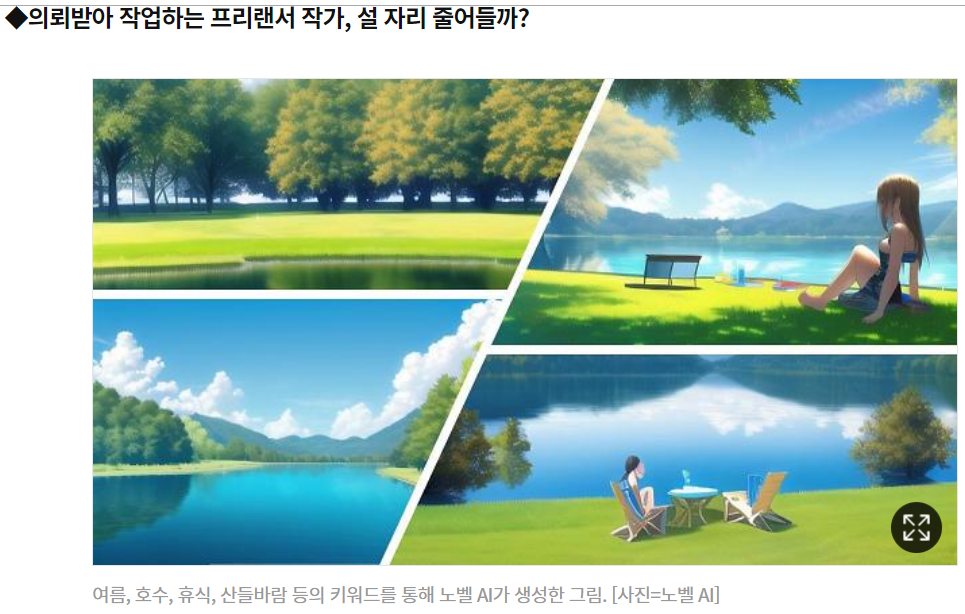 ◆의뢰받아 작업하는 프리랜서 작가, 설 자리 줄어들까?
여름, 호수, 휴식, 산들바람 등의 키워드를 통해 노벨 AI가 생성한 그림. [사진=노벨 AI]